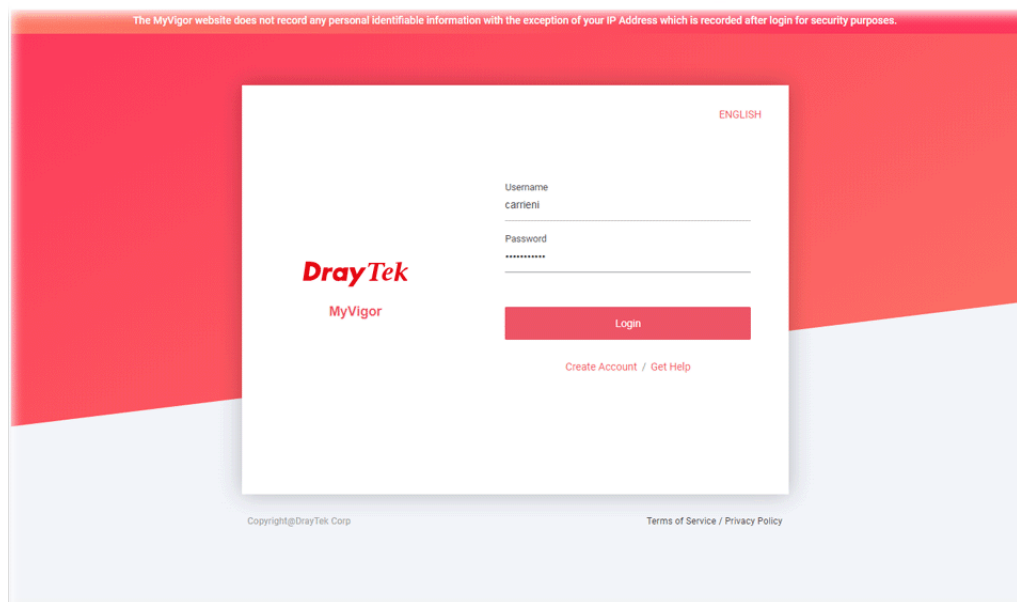 The MyVigor website does not record any personal identifiable information with the exception of your IP Address which is recorded after login for security purposes.
ENGLISH
Username
carrieni
Password
•••••••••••
DrayTek
MyVigor
Login
Create Account / Get Help
Copyright@DrayTek Corp
Terms of Service / Privacy Policy